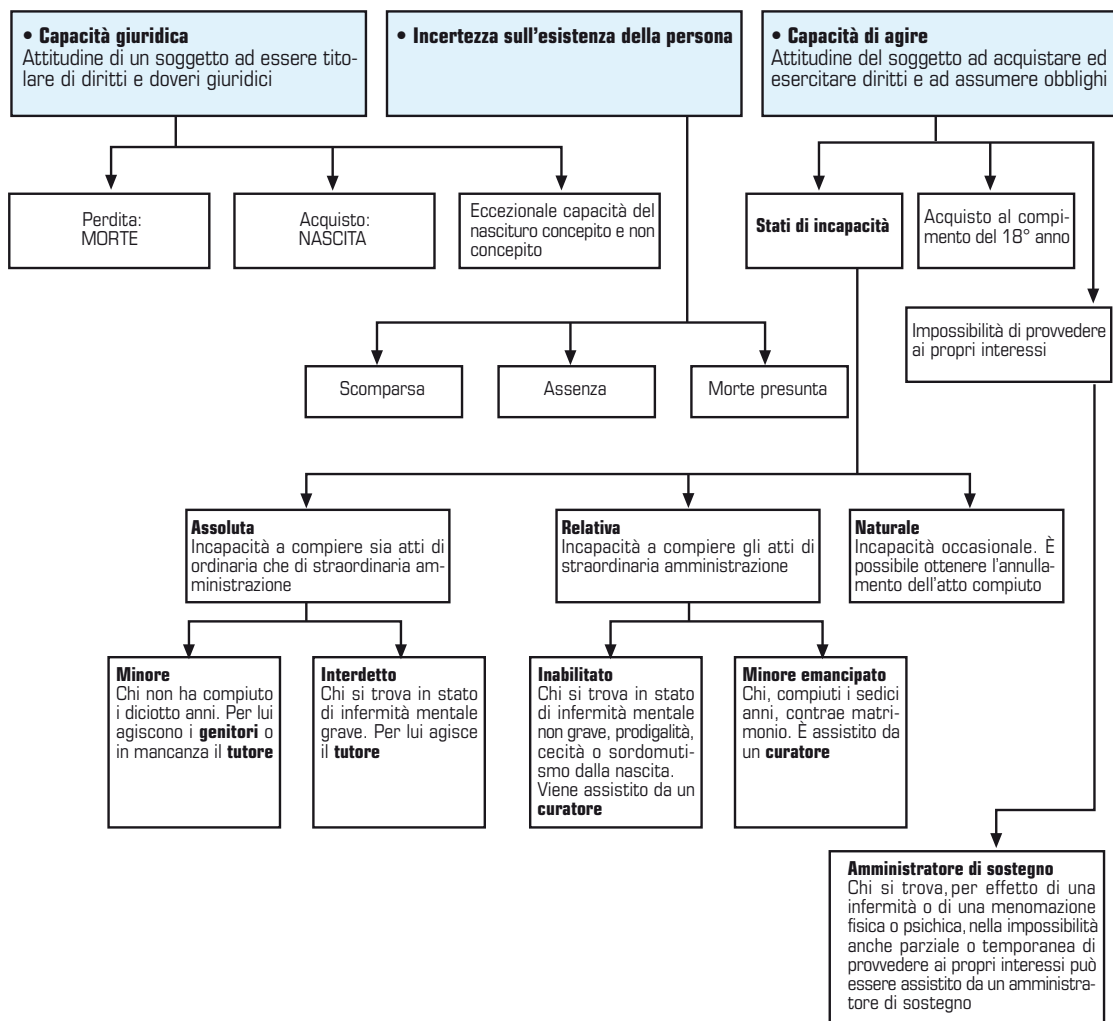 • Capacità giuridica
Attitudine di un soggetto ad essere tito-
lare di diritti e doveri giuridici
• Incertezza sull'esistenza della persona
• Capacità di agire
Attitudine del soggetto ad acquistare ed
esercitare diritti e ad assumere obblighi
Perdita:
MORTE
Acquisto:
NASCITA
Eccezionale capacità del
nascituro concepito e non
concepito
Stati di incapacità
Acquisto al compi-
mento del 18° anno
Impossibilità di provvedere
ai propri interessi
Scomparsa
Assenza
Morte presunta
Assoluta
Incapacità a compiere sia atti di
ordinaria che di straordinaria am-
ministrazione
Relativa
Incapacità a compiere gli atti di
straordinaria amministrazione
Naturale
Incapacità occasionale. È
possibile ottenere l'annullamento
dell'atto compiuto
Minore
Chi non ha compiuto
i diciotto anni. Per lui
agiscono i genitori o
in mancanza il tutore
Interdetto
Chi si trova in stato
di infermità mentale
grave. Per lui agisce
il tutore
Inabilitato
Chi si trova in stato
di infermità mentale
non grave, prodigalità,
cecità o sordomuti-
smo dalla nascita.
Viene assistito da un
curatore
Minore emancipato
Chi, compiuti i sedici
anni, contrae matri-
monio. È assistito da
un curatore
Amministratore di sostegno
Chi si trova, per effetto di una
infermità o di una menomazione
fisica o psichica, nella impossibilità
anche parziale o temporanea di
provvedere ai propri interessi può
essere assistito da un amministra-
tore di sostegno